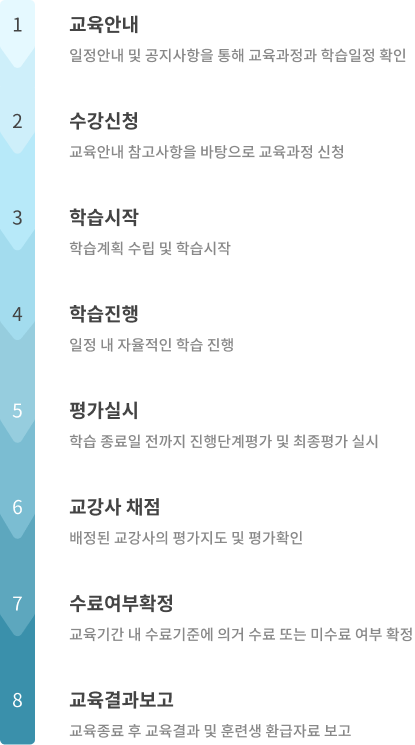 1 교육안내
일정안내 및 공지사항을 통해 교육과정과 학습일정 확인
2 수강신청
교육안내 참고사항을 바탕으로 교육과정 신청
3 학습시작
학습계획 수립 및 학습시작
4 학습진행
일정 내 자율적인 학습 진행
5 평가실시
학습 종료일 전까지 진행단계평가 및 최종평가 실시
6 교강사 채점
배정된 교강사의 평가지도 및 평가확인
7 수료여부확정
교육기간 내 수료기준에 의거 수료 또는 미수료 여부 확정
8 교육결과보고
교육종료 후 교육결과 및 훈련생 환급자료 보고